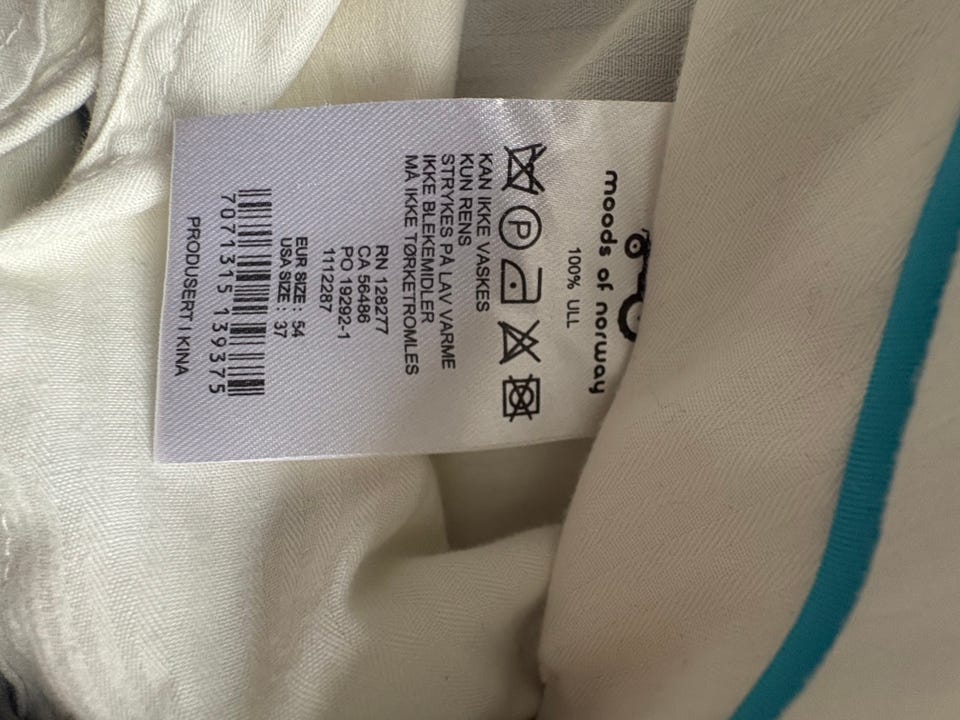 moods of norway
100% ULL
P
KAN IKKE VASKES
KUN RENS
STRYKES PÅ LAV VARME
IKKE BLEKEMIDLER
MÅ IKKE TØRKETROMLES
RN 128277
CA 56486
PO 19292-1
1112287
EUR SIZE : 54
USA SIZE : 37
7071315 139375
PRODUSERT I KINA